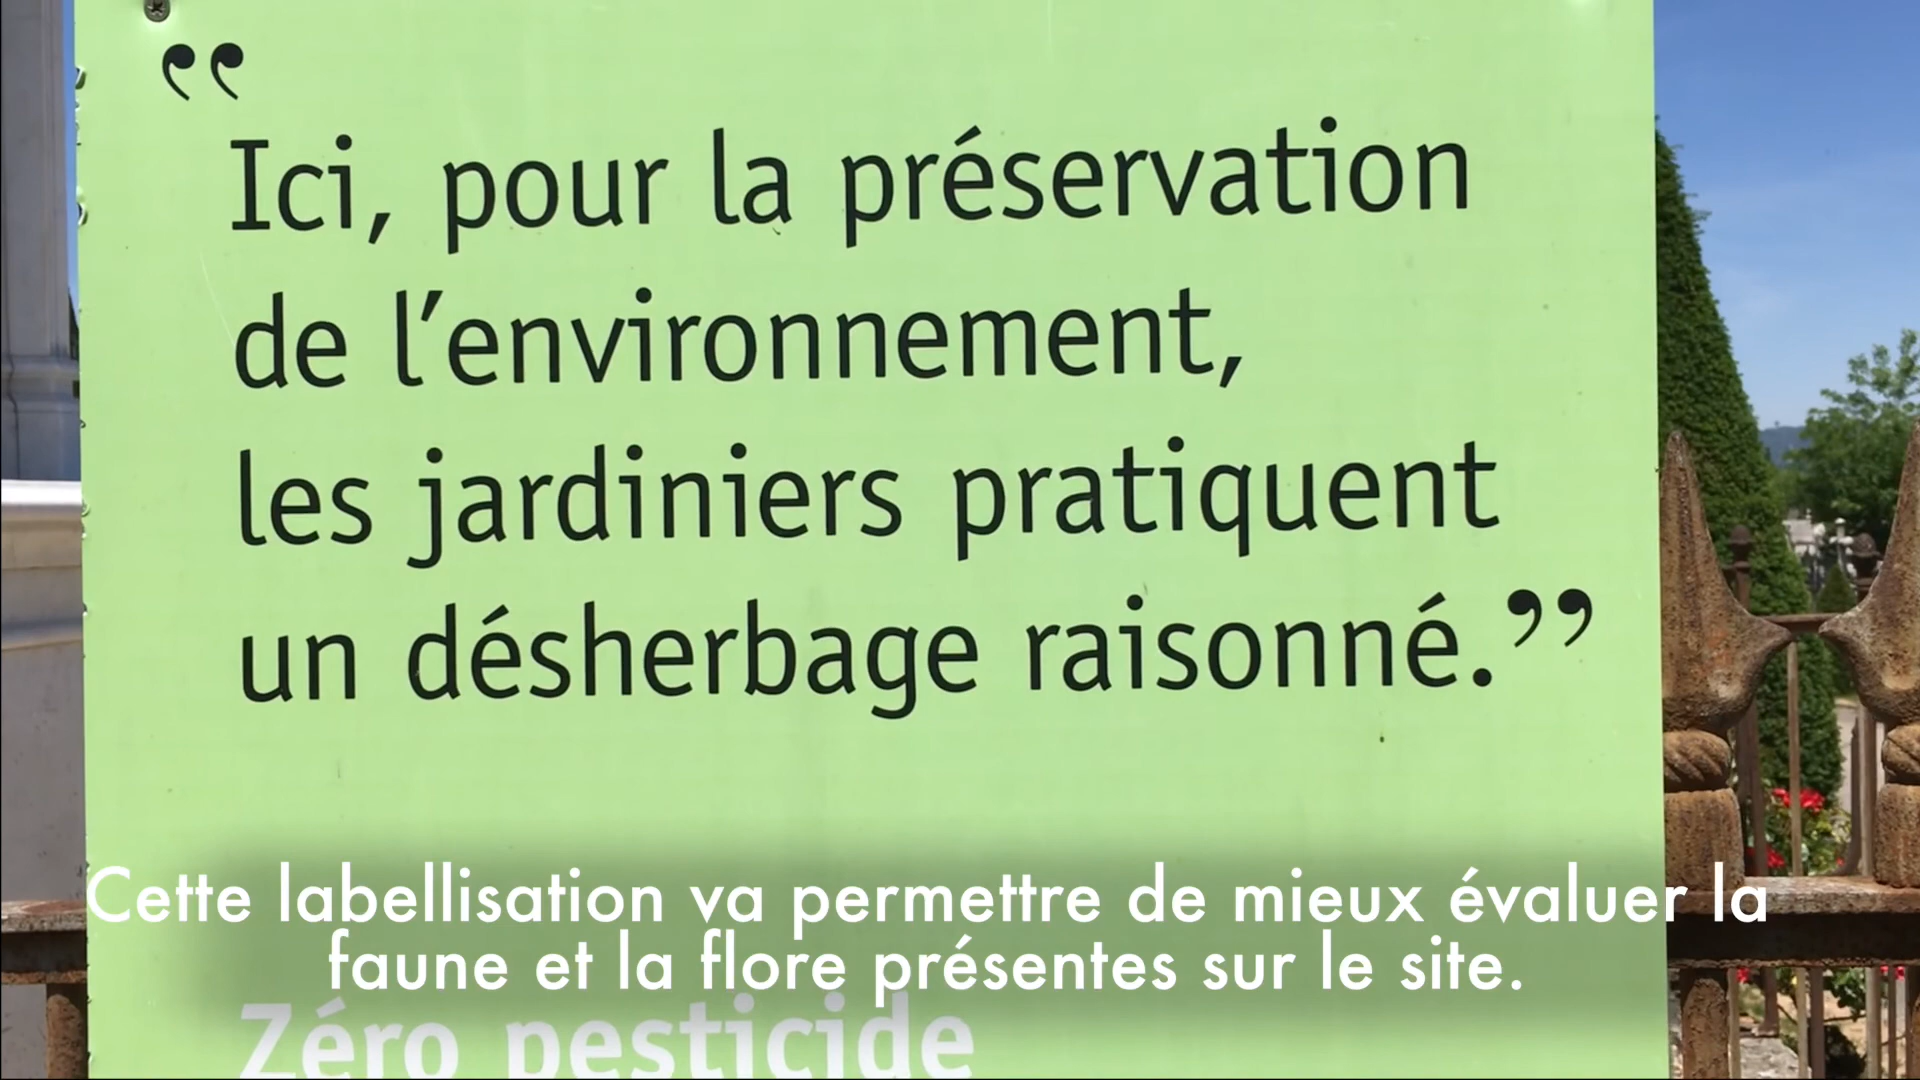 “
Ici, pour la préservation
de l’environnement,
les jardiniers pratiquent
un désherbage raisonné.”
Cette labellisation va permettre de mieux évaluer la
faune et la flore présentes sur le site.
Zéro pesticide